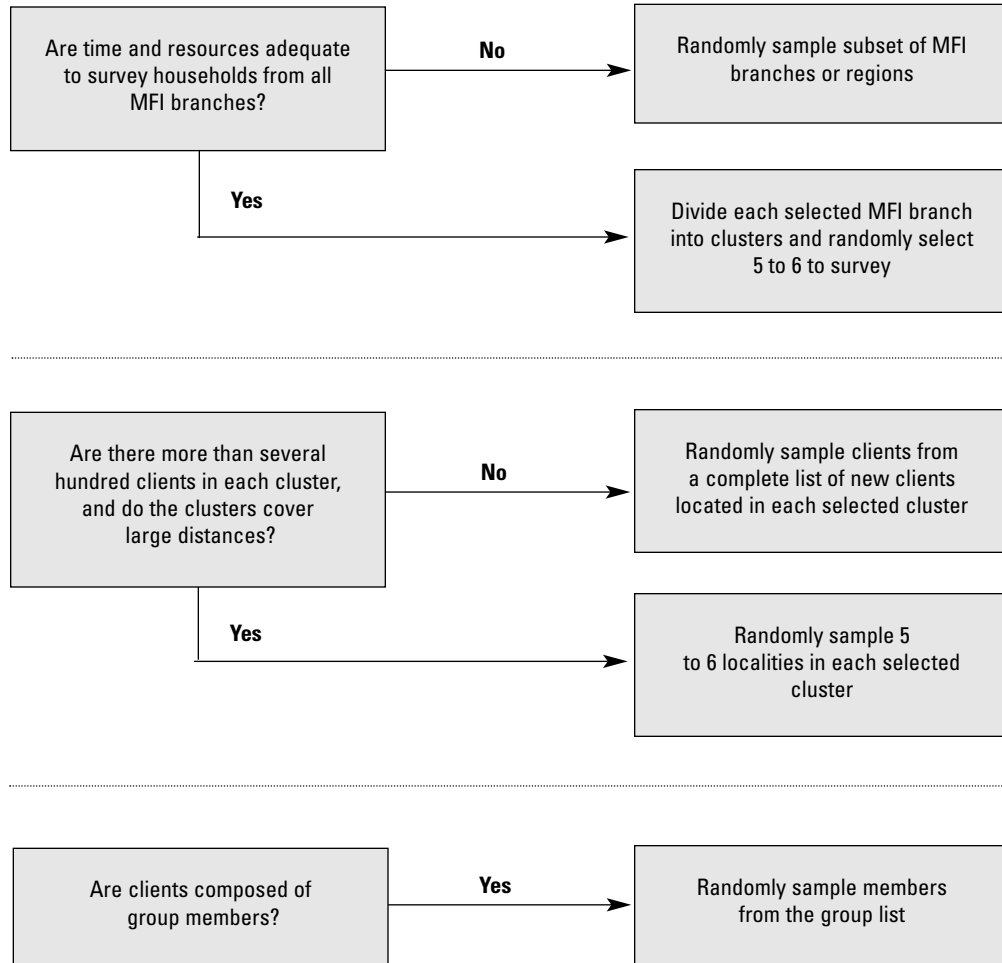 Are time and resources adequate
to survey households from all
MFI branches?
No
Randomly sample subset of MFI
branches or regions
Yes
Divide each selected MFI branch
into clusters and randomly select
5 to 6 to survey
Are there more than several
hundred clients in each cluster,
and do the clusters cover
large distances?
No
Randomly sample clients from
a complete list of new clients
located in each selected cluster
Yes
Randomly sample 5
to 6 localities in each selected
cluster
Are clients composed of
group members?
Yes
Randomly sample members
from the group list